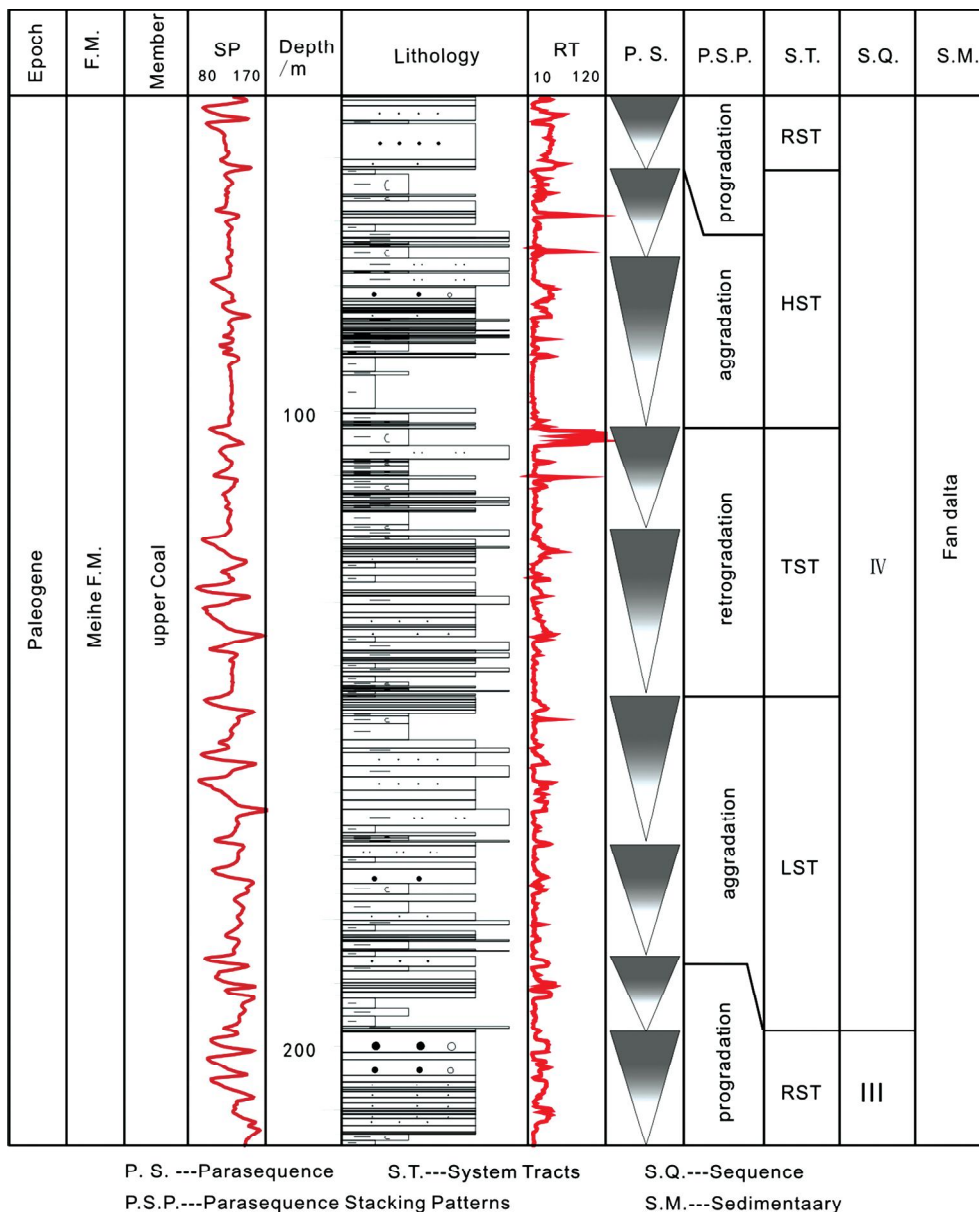 Epoch F.M. Member SP Depth /m Lithology RT P. S. P.S.P. S.T. S.Q. S.M.
80 170 10 120
progradation RST
aggradation HST
100
Paleogene Meihe F.M. upper Coal retrogradation TST IV Fan dalta
aggradation LST
200
progradation RST III
P. S. ---Parasequence S.T.---System Tracts S.Q.---Sequence
P.S.P.---Parasequence Stacking Patterns S.M.---Sedimentaary